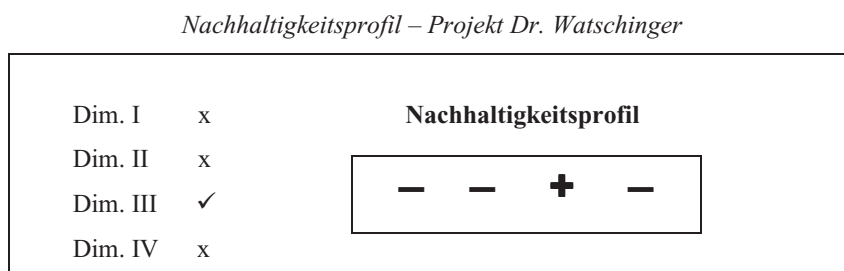 Nachhaltigkeitsprofil – Projekt Dr. Watschinger
Dim. I x Nachhaltigkeitsprofil
Dim. II x
– – + –
Dim. III ✓
Dim. IV x